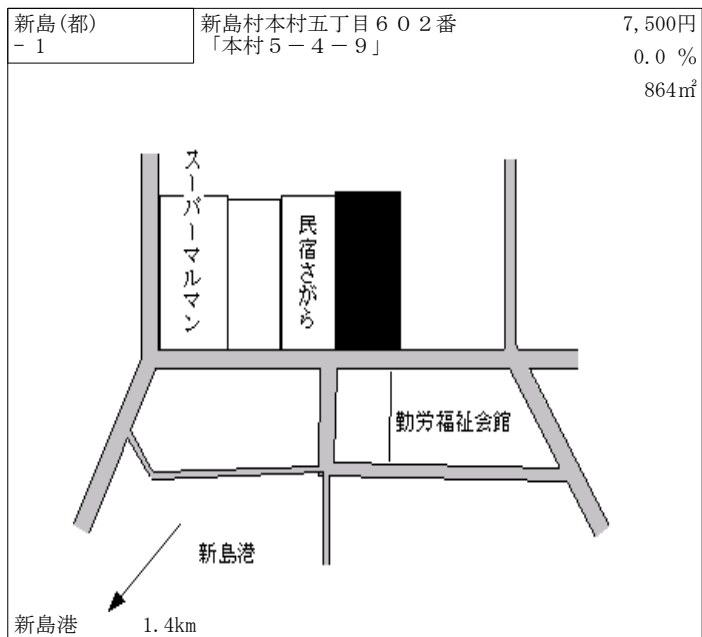 新島(都)
- 1
新島村本村五丁目602番
「本村5-4-9」
7,500円
0.0 %
864㎡
スーパーマルマン
民宿さがら
勤労福祉会館
新島港
新島港 1.4km